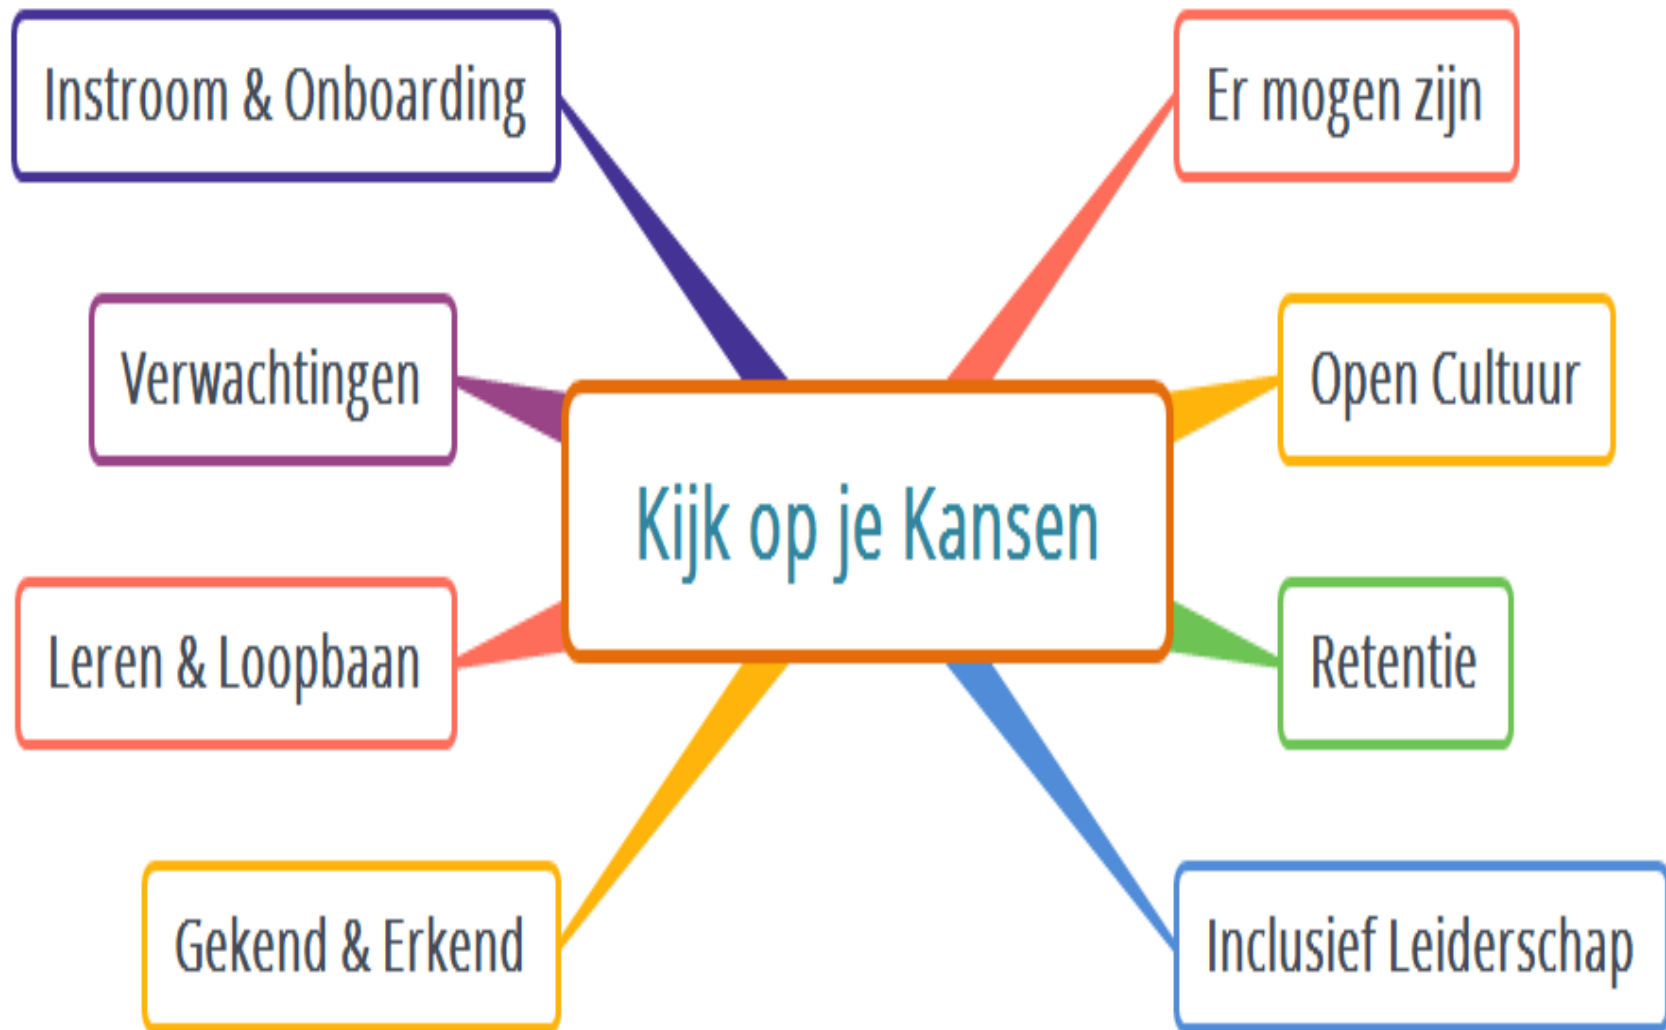 Instroom & Onboarding
Er mogen zijn
Verwachtingen
Open Cultuur
Kijk op je Kansen
Leren & Loopbaan
Retentie
Gekend & Erkend
Inclusief Leiderschap